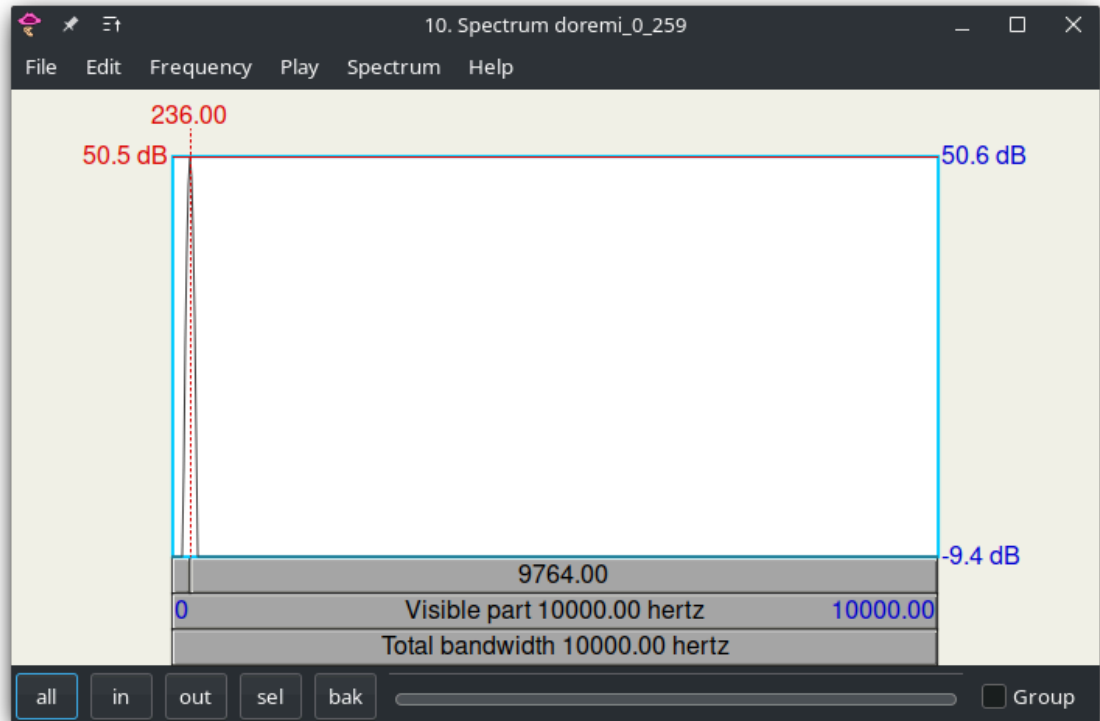 10. Spectrum doremi_0_259
File Edit Frequency Play Spectrum Help
236.00
50.5 dB 50.6 dB
-9.4 dB
9764.00
0 Visible part 10000.00 hertz 10000.00
Total bandwidth 10000.00 hertz
all in out sel bak Group